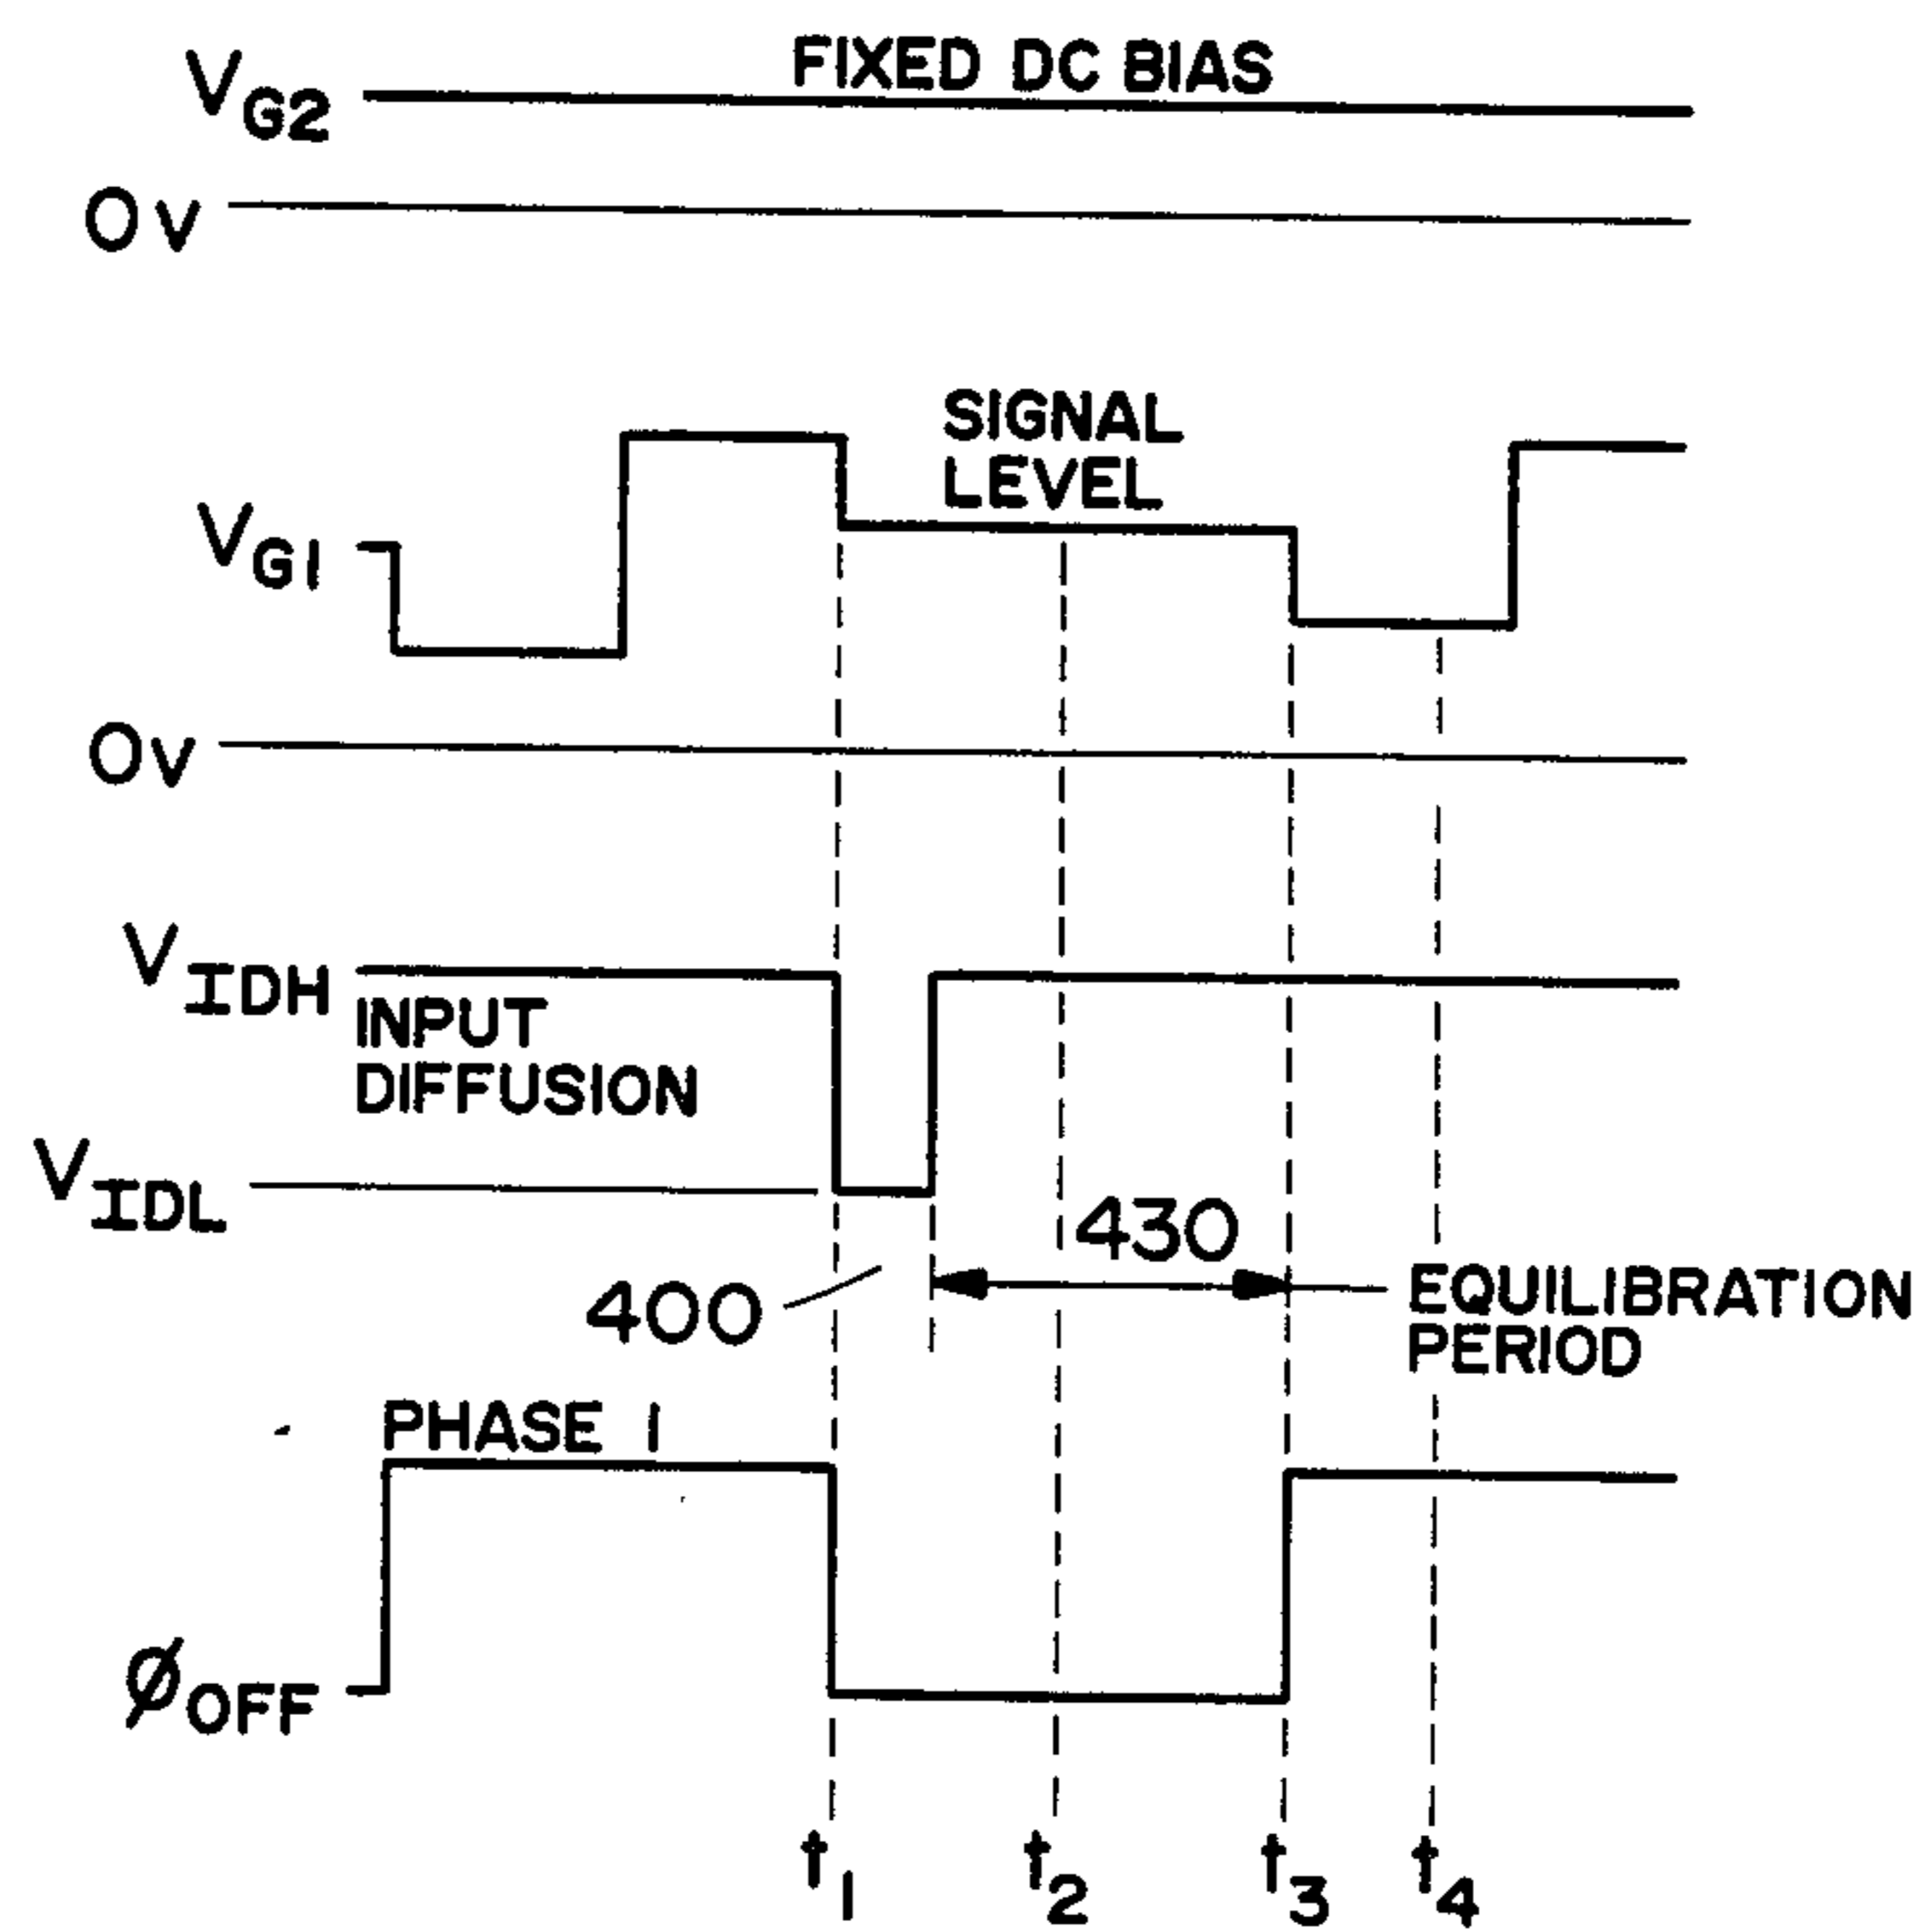 FIXED DC BIAS
VG2
0v
SIGNAL
LEVEL
VG1
0v
VIDH
INPUT
DIFFUSION
VIDL
430
400
EQUILIBRATION
PERIOD
PHASE 1
ØOFF
t1 t2 t3 t4